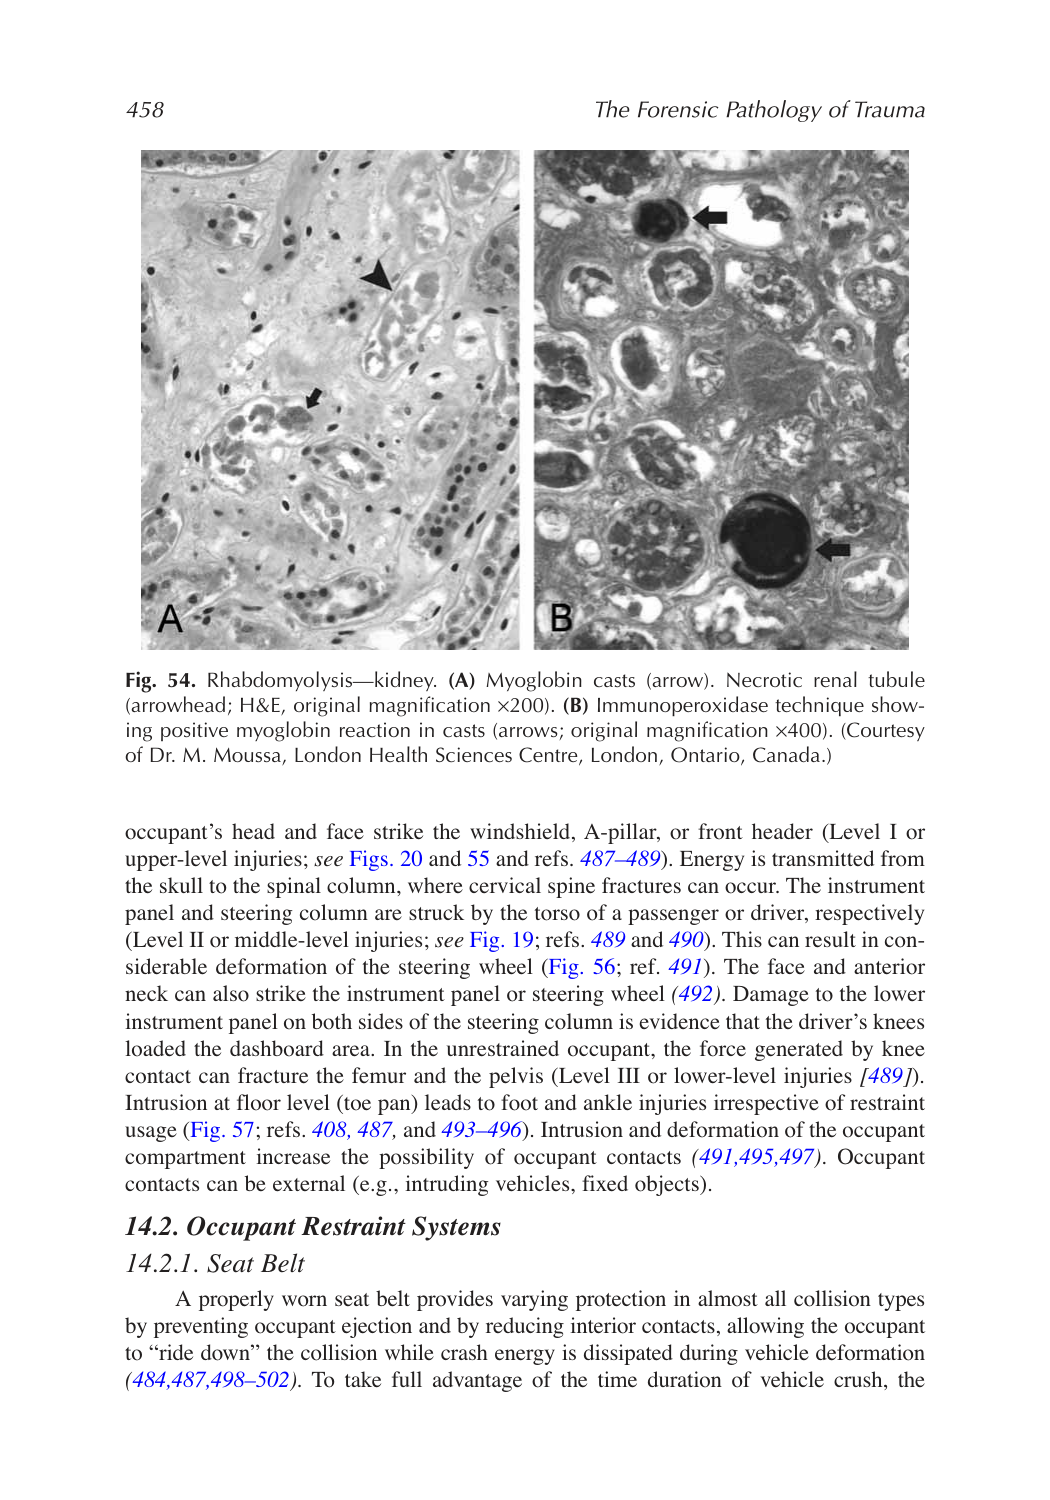 458
The Forensic Pathology of Trauma
A
B
Fig. 54. Rhabdomyolysis—kidney. (A) Myoglobin casts (arrow). Necrotic renal tubule
(arrowhead; H&E, original magnification ×200). (B) Immunoperoxidase technique show-
ing positive myoglobin reaction in casts (arrows; original magnification ×400). (Courtesy
of Dr. M. Moussa, London Health Sciences Centre, London, Ontario, Canada.)
occupant's head and face strike the windshield, A-pillar, or front header (Level I or
upper-level injuries; see Figs. 20 and 55 and refs. 487–489). Energy is transmitted from
the skull to the spinal column, where cervical spine fractures can occur. The instrument
panel and steering column are struck by the torso of a passenger or driver, respectively
(Level II or middle-level injuries; see Fig. 19; refs. 489 and 490). This can result in con-
siderable deformation of the steering wheel (Fig. 56; ref. 491). The face and anterior
neck can also strike the instrument panel or steering wheel (492). Damage to the lower
instrument panel on both sides of the steering column is evidence that the driver's knees
loaded the dashboard area. In the unrestrained occupant, the force generated by knee
contact can fracture the femur and the pelvis (Level III or lower-level injuries [489]).
Intrusion at floor level (toe pan) leads to foot and ankle injuries irrespective of restraint
usage (Fig. 57; refs. 408, 487, and 493–496). Intrusion and deformation of the occupant
compartment increase the possibility of occupant contacts (491,495,497). Occupant
contacts can be external (e.g., intruding vehicles, fixed objects).
14.2. Occupant Restraint Systems
14.2.1. Seat Belt
A properly worn seat belt provides varying protection in almost all collision types
by preventing occupant ejection and by reducing interior contacts, allowing the occupant
to “ride down” the collision while crash energy is dissipated during vehicle deformation
(484,487,498–502). To take full advantage of the time duration of vehicle crush, the